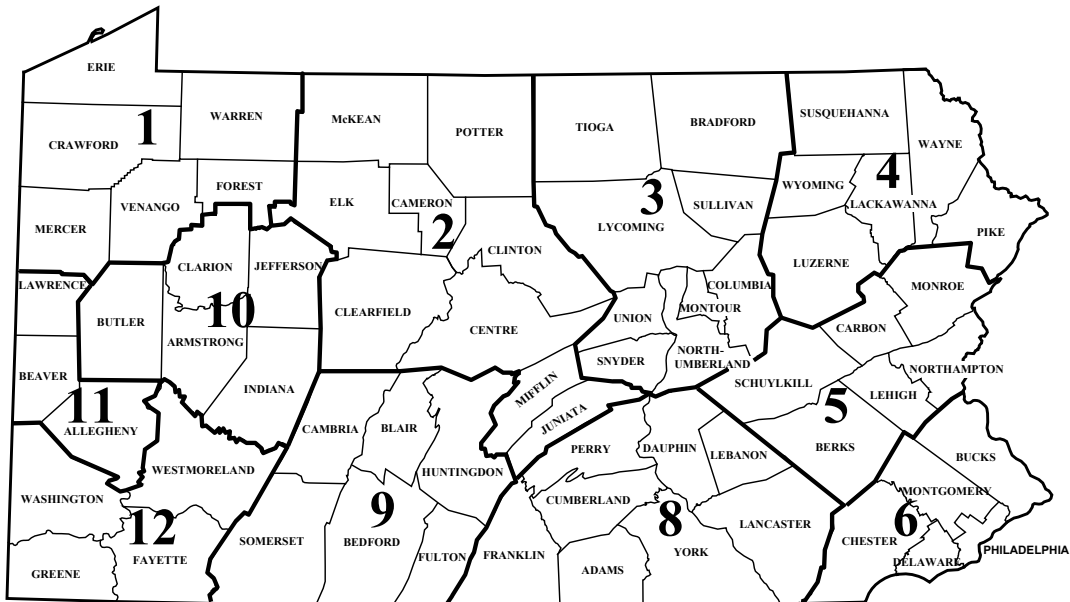 ERIE
WARREN
McKEAN
POTTER
TIOGA
BRADFORD
SUSQUEHANNA
WAYNE
CRAWFORD
1
FOREST
ELK
CAMERON
WYOMING
4
LACKAWANNA
VENANGO
MERCER
2
3
LYCOMING
SULLIVAN
PIKE
CLINTON
CLARION
JEFFERSON
LUZERNE
LAWRENCE
COLUMBIA
MONROE
BUTLER
10
CLEARFIELD
CENTRE
UNION
MONTOUR
CARBON
ARMSTRONG
SNYDER
NORTH-
UMBERLAND
BEAVER
INDIANA
MIFFLIN
SCHUYLKILL
NORTHAMPTON
11
ALLEGHENY
JUNIATA
5
LEHIGH
CAMBRIA
BLAIR
PERRY
DAUPHIN
LEBANON
BERKS
BUCKS
WESTMORELAND
HUNTINGDON
WASHINGTON
CUMBERLAND
MONTGOMERY
12
9
8
LANCASTER
6
FAYETTE
SOMERSET
BEDFORD
FULTON
FRANKLIN
YORK
CHESTER
PHILADELPHIA
GREENE
ADAMS
DELAWARE